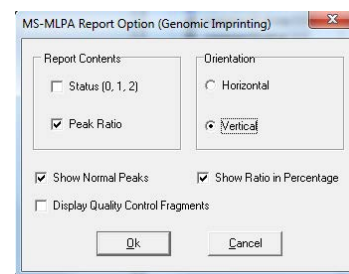 MS-MLPA Report Option (Genomic Imprinting)
Report Contents
Status (0, 1, 2)
Peak Ratio
Orientation
Horizontal
Vertical
Show Normal Peaks
Show Ratio in Percentage
Display Quality Control Fragments
Ok
Cancel